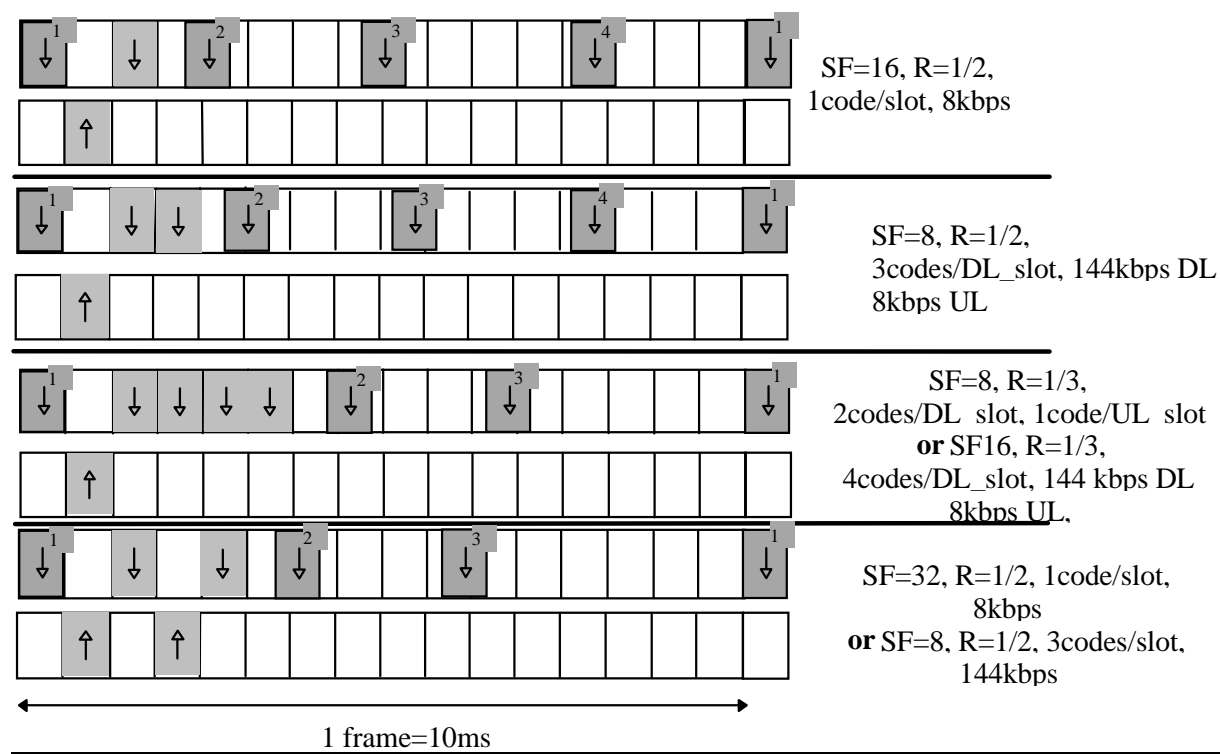 1 2 3 4 1
SF=16, R=1/2,
1code/slot, 8kbps
1 2 3 4 1
SF=8, R=1/2,
3codes/DL_slot, 144kbps DL
8kbps UL
1 2 3 1
SF=8, R=1/3,
2codes/DL slot, 1code/UL slot
or SF16, R=1/3,
4codes/DL_slot, 144 kbps DL
8kbps UL,
1 2 3 1
SF=32, R=1/2, 1code/slot,
8kbps
or SF=8, R=1/2, 3codes/slot,
144kbps
1 frame=10ms